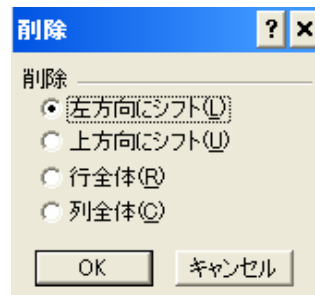 削除
? ×
削除
左方向にシフト(L)
上方向にシフト(U)
行全体(R)
列全体(C)
OK キャンセル